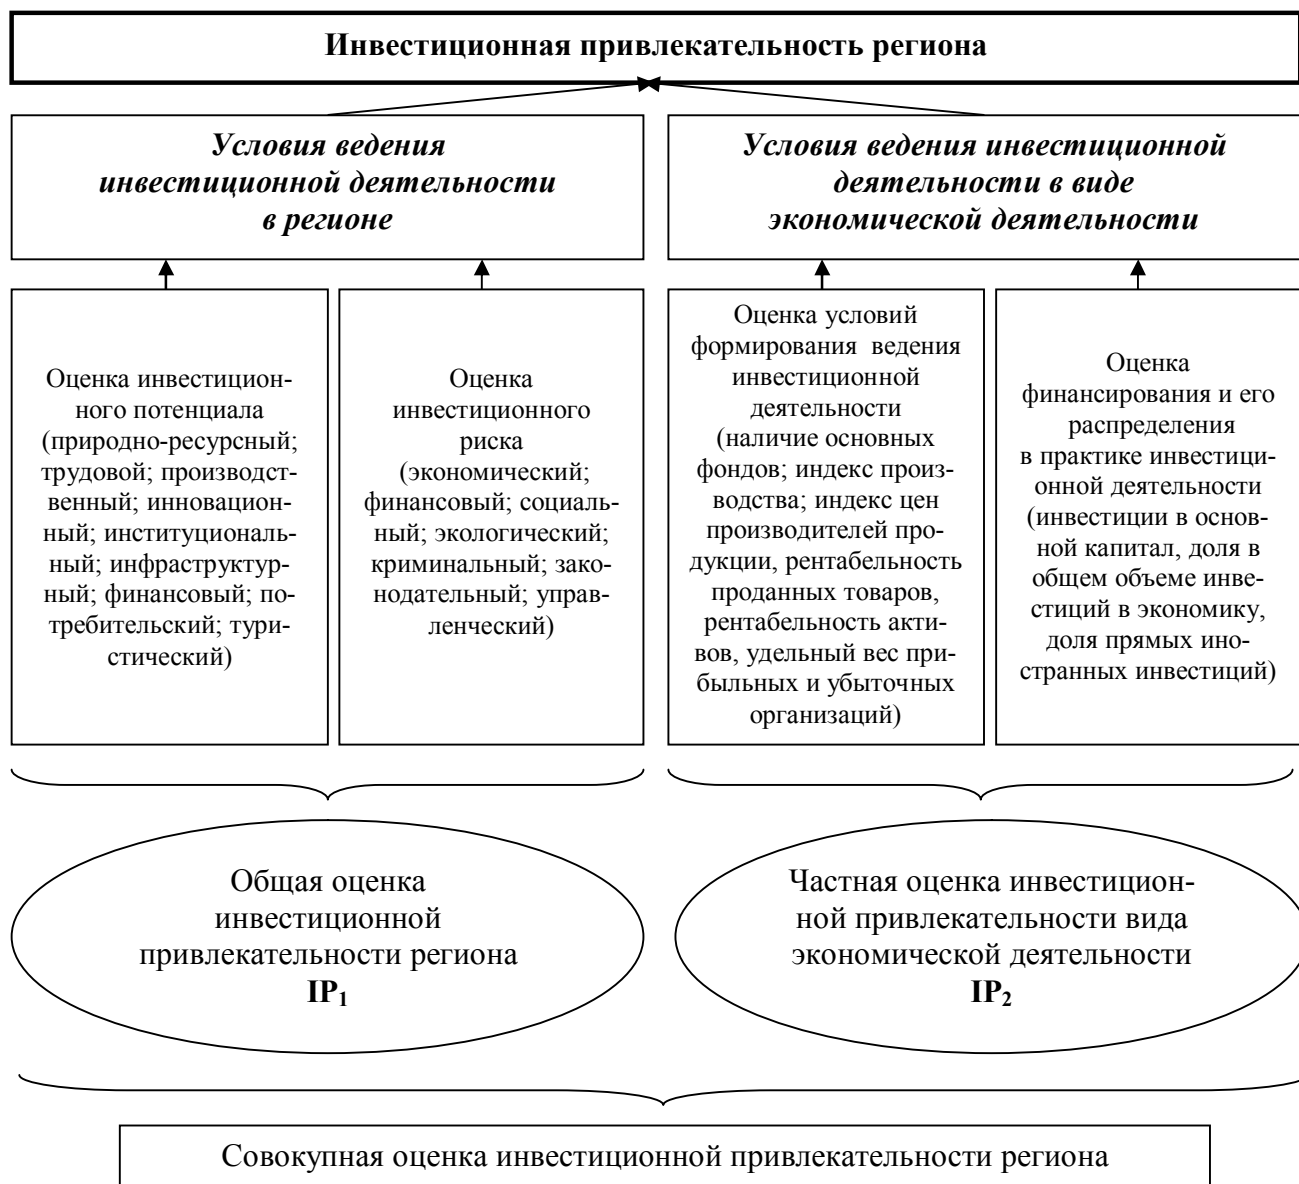 Инвестиционная привлекательность региона
Условия ведения
инвестиционной деятельности
в регионе
Условия ведения инвестиционной
деятельности в виде
экономической деятельности
Оценка инвестицион-
ного потенциала
(природно-ресурсный;
трудовой; производст-
венный; инновацион-
ный; институциональ-
ный; инфраструктур-
ный; финансовый; по-
требительский; тури-
стический)
Оценка
инвестиционного
риска
(экономический;
финансовый; социаль-
ный; экологический;
криминальный; зако-
нодательный; управ-
ленческий)
Оценка условий
формирования ведения
инвестиционной
деятельности
(наличие основных
фондов; индекс произ-
водства; индекс цен
производителей про-
дукции, рентабельность
проданных товаров,
рентабельность акти-
вов, удельный вес при-
быльных и убыточных
организаций)
Оценка
финансирования и его
распределения
в практике инвестици-
онной деятельности
(инвестиции в основ-
ной капитал, доля в
общем объеме инве-
стиций в экономику,
доля прямых ино-
странных инвестиций)
Общая оценка
инвестиционной
привлекательности региона
IP₁
Частная оценка инвестицион-
ной привлекательности вида
экономической деятельности
IP₂
Совокупная оценка инвестиционной привлекательности региона